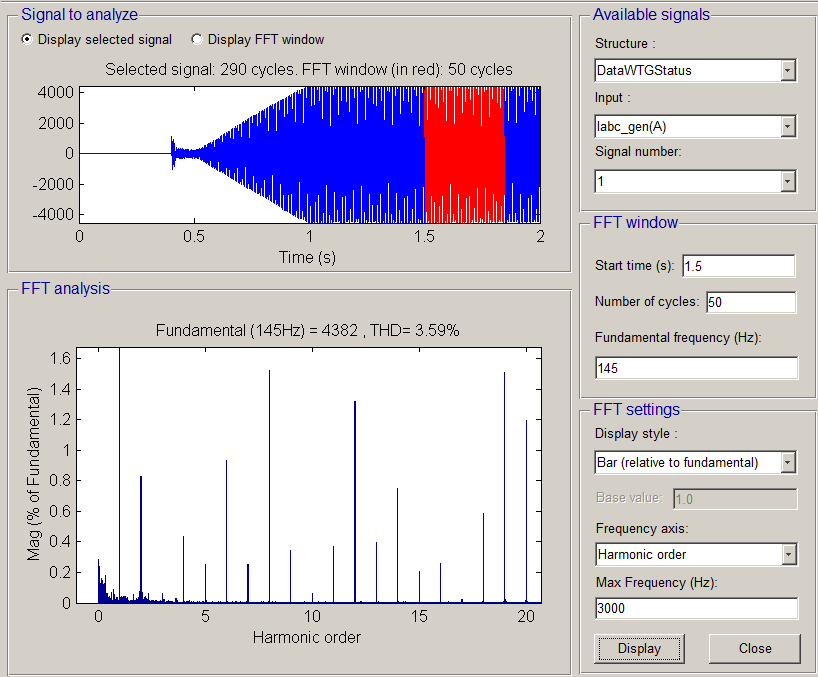 Signal to analyze
Display selected signal Display FFT window
Selected signal: 290 cycles. FFT window (in red): 50 cycles
4000
2000
0
-2000
-4000
0 0.5 1 1.5 2
Time (s)
FFT analysis
Fundamental (145Hz) = 4382 , THD= 3.59%
1.6
1.4
1.2
1
0.8
0.6
0.4
0.2
0
Mag (% of Fundamental)
0 5 10 15 20
Harmonic order
Available signals
Structure :
DataWTGStatus
Input :
Iabc_gen(A)
Signal number:
1
FFT window
Start time (s): 1.5
Number of cycles: 50
Fundamental frequency (Hz):
145
FFT settings
Display style :
Bar (relative to fundamental)
Base value: 1.0
Frequency axis:
Harmonic order
Max Frequency (Hz):
3000
Display Close